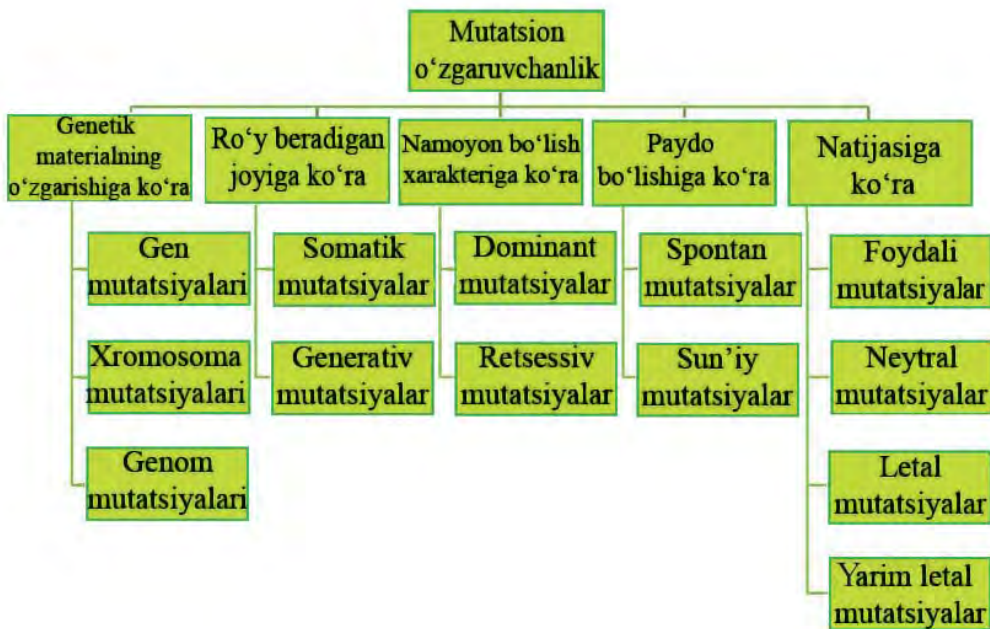 Mutatsion
o‘zgaruvchanlik
Genetik
materialning
o‘zgarishiga ko‘ra
Gen
mutatsiyalari
Xromosoma
mutatsiyalari
Genom
mutatsiyalari
Ro‘y beradigan
joyiga ko‘ra
Somatik
mutatsiyalar
Generativ
mutatsiyalar
Namoyon bo‘lish
xarakteriga ko‘ra
Dominant
mutatsiyalar
Retsessiv
mutatsiyalar
Paydo
bo‘lishiga ko‘ra
Spontan
mutatsiyalar
Sun’iy
mutatsiyalar
Natijasiga
ko‘ra
Foydali
mutatsiyalar
Neytral
mutatsiyalar
Letal
mutatsiyalar
Yarim letal
mutatsiyalar